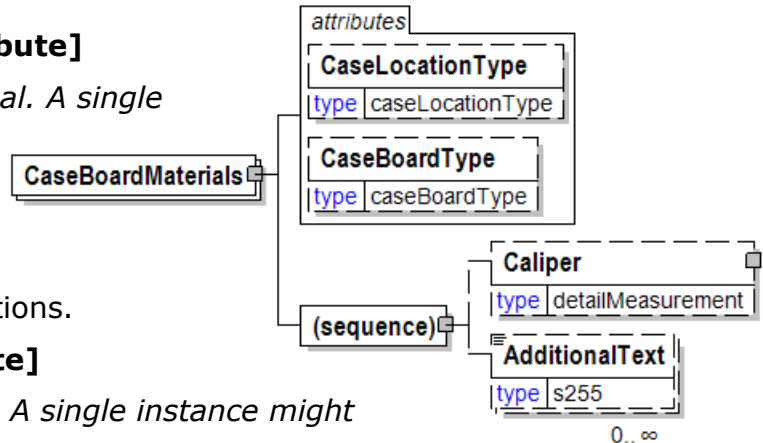 attributes
bute]
CaseLocationType
al. A single
type caseLocationType
CaseBoardType
CaseBoardMaterials
type caseBoardType
Caliper
tions.
type detailMeasurement
(sequence)
te]
AdditionalText
type s255
A single instance might
0..∞